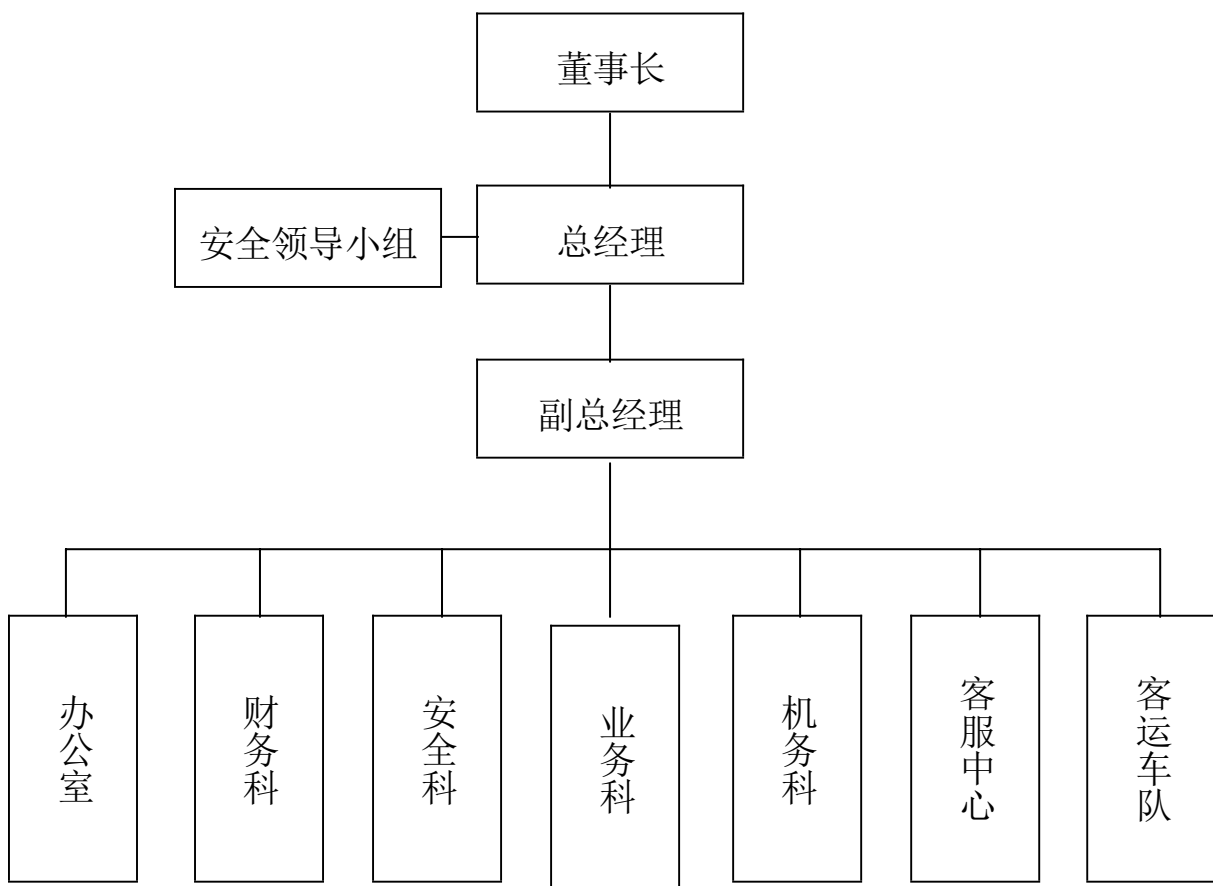 董事长
安全领导小组
总经理
副总经理
办公室
财务科
安全科
业务科
机务科
客服中心
客运车队